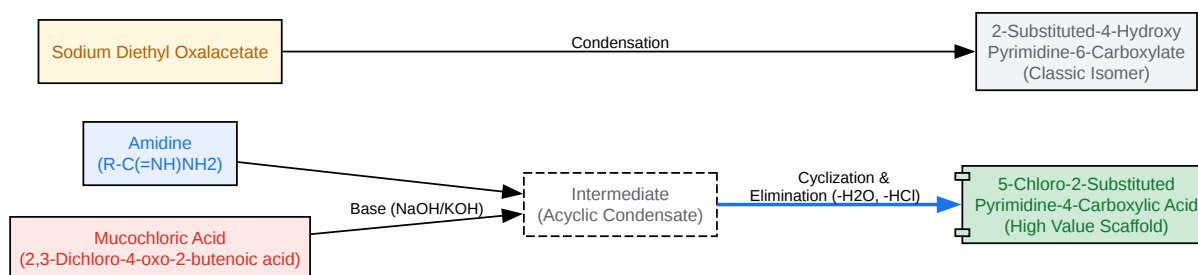 Sodium Diethyl Oxalacetate
Condensation
2-Substituted-4-Hydroxy
Pyrimidine-6-Carboxylate
(Classic Isomer)
Amidine
(R-C(=NH)NH2)
Mucochloric Acid
(2,3-Dichloro-4-oxo-2-butenoic acid)
Base (NaOH/KOH)
Intermediate
(Acyclic Condensate)
Cyclization &
Elimination (-H2O, -HCl)
5-Chloro-2-Substituted
Pyrimidine-4-Carboxylic Acid
(High Value Scaffold)